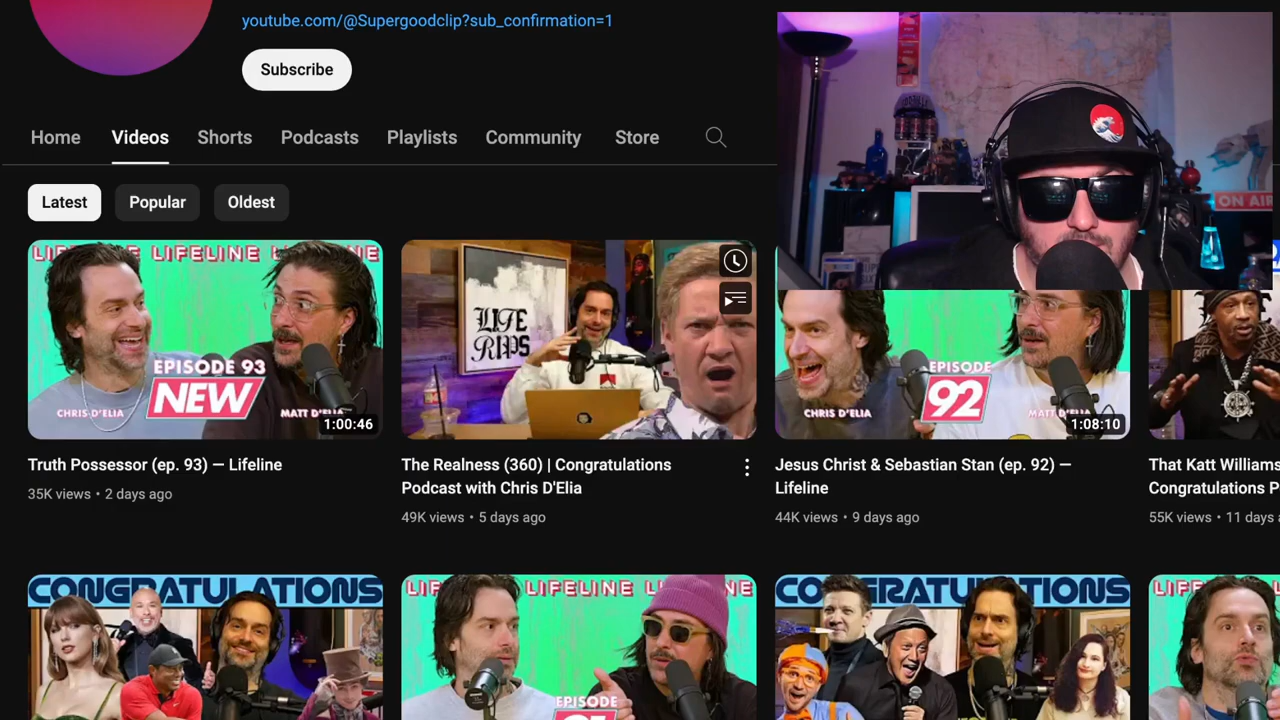 youtube.com/@Supergoodclip?sub_confirmation=1
Subscribe
Home Videos Shorts Podcasts Playlists Community Store
Latest Popular Oldest
ON AIR
LIFELINE LIFELINE LIFELINE
EPISODE 93
NEW
CHRIS D'ELIA
MATT D'ELIA
1:00:46
LIFE
RIPS
EPISODE
92
CHRIS D'ELIA
MATT D'ELIA
1:08:10
Truth Possessor (ep. 93) — Lifeline
35K views • 2 days ago
The Realness (360) | Congratulations
Podcast with Chris D'Elia
49K views • 5 days ago
Jesus Christ & Sebastian Stan (ep. 92) —
Lifeline
44K views • 9 days ago
That Katt Williams
Congratulations P
55K views • 11 days
CONGRATULATIONS
LIFELINE LIFELINE
EPISODE
CONGRATULATIONS
LIFE